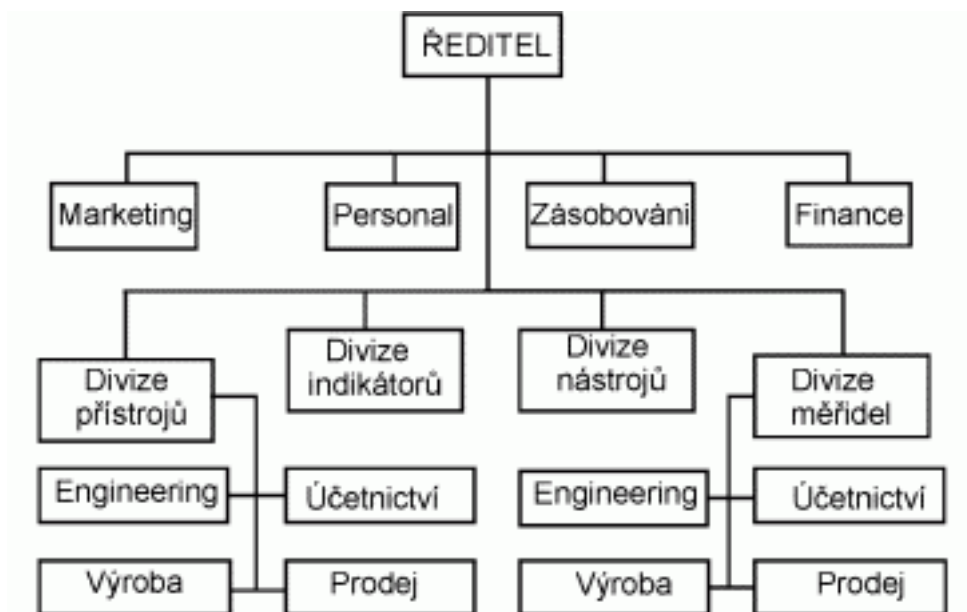 ŘEDITEL
Marketing
Personal
Zásobování
Finance
Divize
přístrojů
Divize
indikátorů
Divize
nástrojů
Divize
měřidel
Engineering
Účetnictví
Engineering
Účetnictví
Výroba
Prodej
Výroba
Prodej